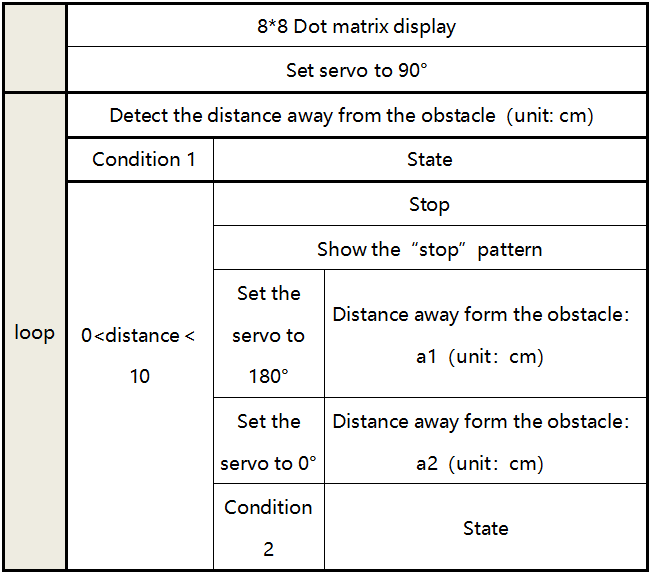 8*8 Dot matrix display
Set servo to 90°
Detect the distance away from the obstacle (unit: cm)
Condition 1
State
loop
0<distance <
10
Stop
Show the “stop” pattern
Set the
servo to
180°
Distance away form the obstacle:
a1 (unit: cm)
Set the
servo to 0°
Distance away form the obstacle:
a2 (unit: cm)
Condition
2
State